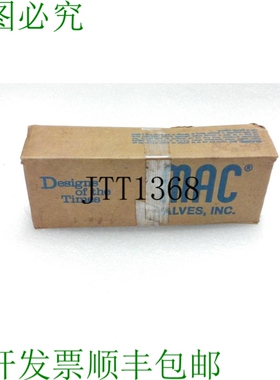 图必究
Designs
of the
Times
MAC®
VALVES, INC.
JTT1368
开发票顺丰包邮